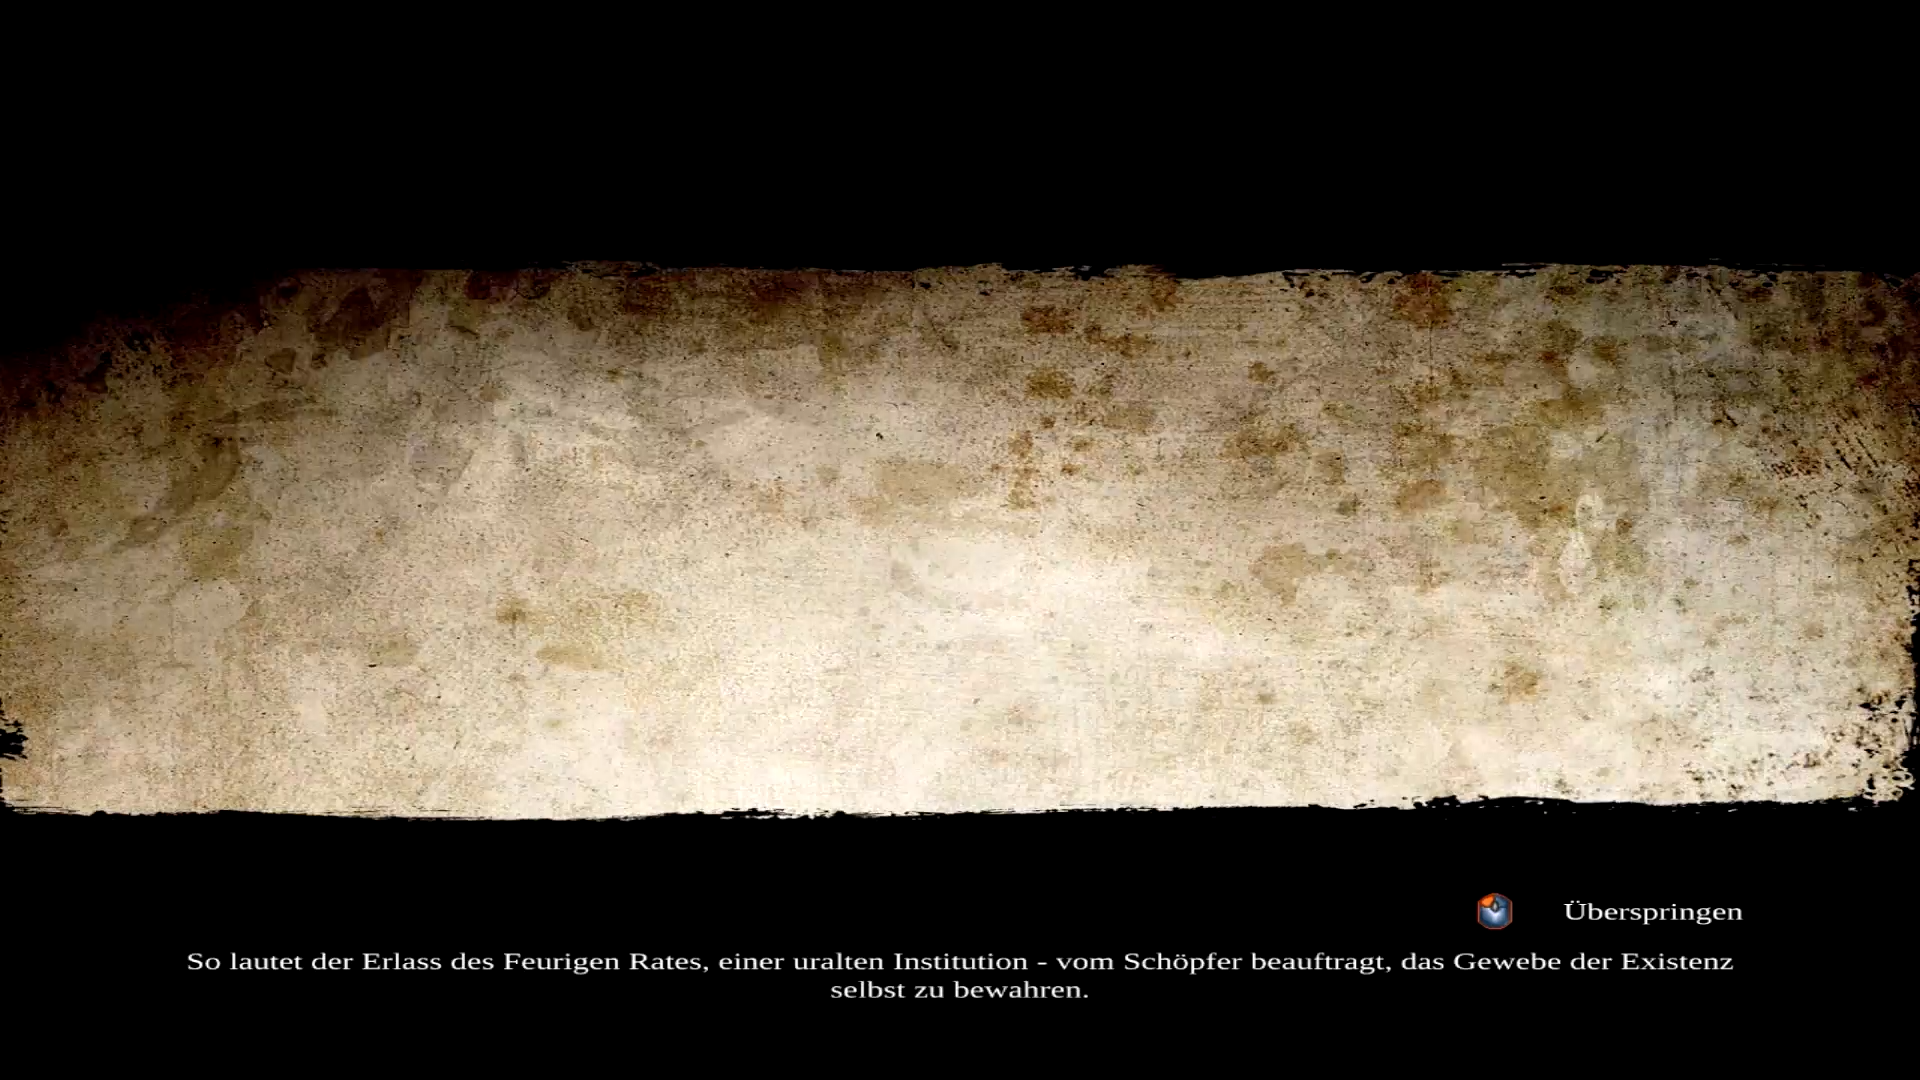 Überspringen
So lautet der Erlass des Feurigen Rates, einer uralten Institution - vom Schöpfer beauftragt, das Gewebe der Existenz
selbst zu bewahren.